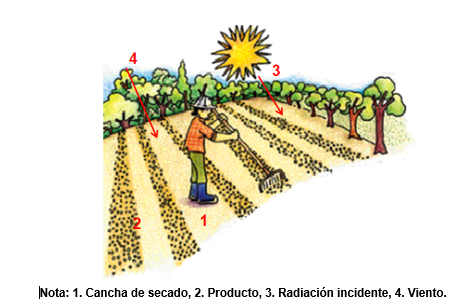 4
3
1
2
Nota: 1. Cancha de secado, 2. Producto, 3. Radiación incidente, 4. Viento.